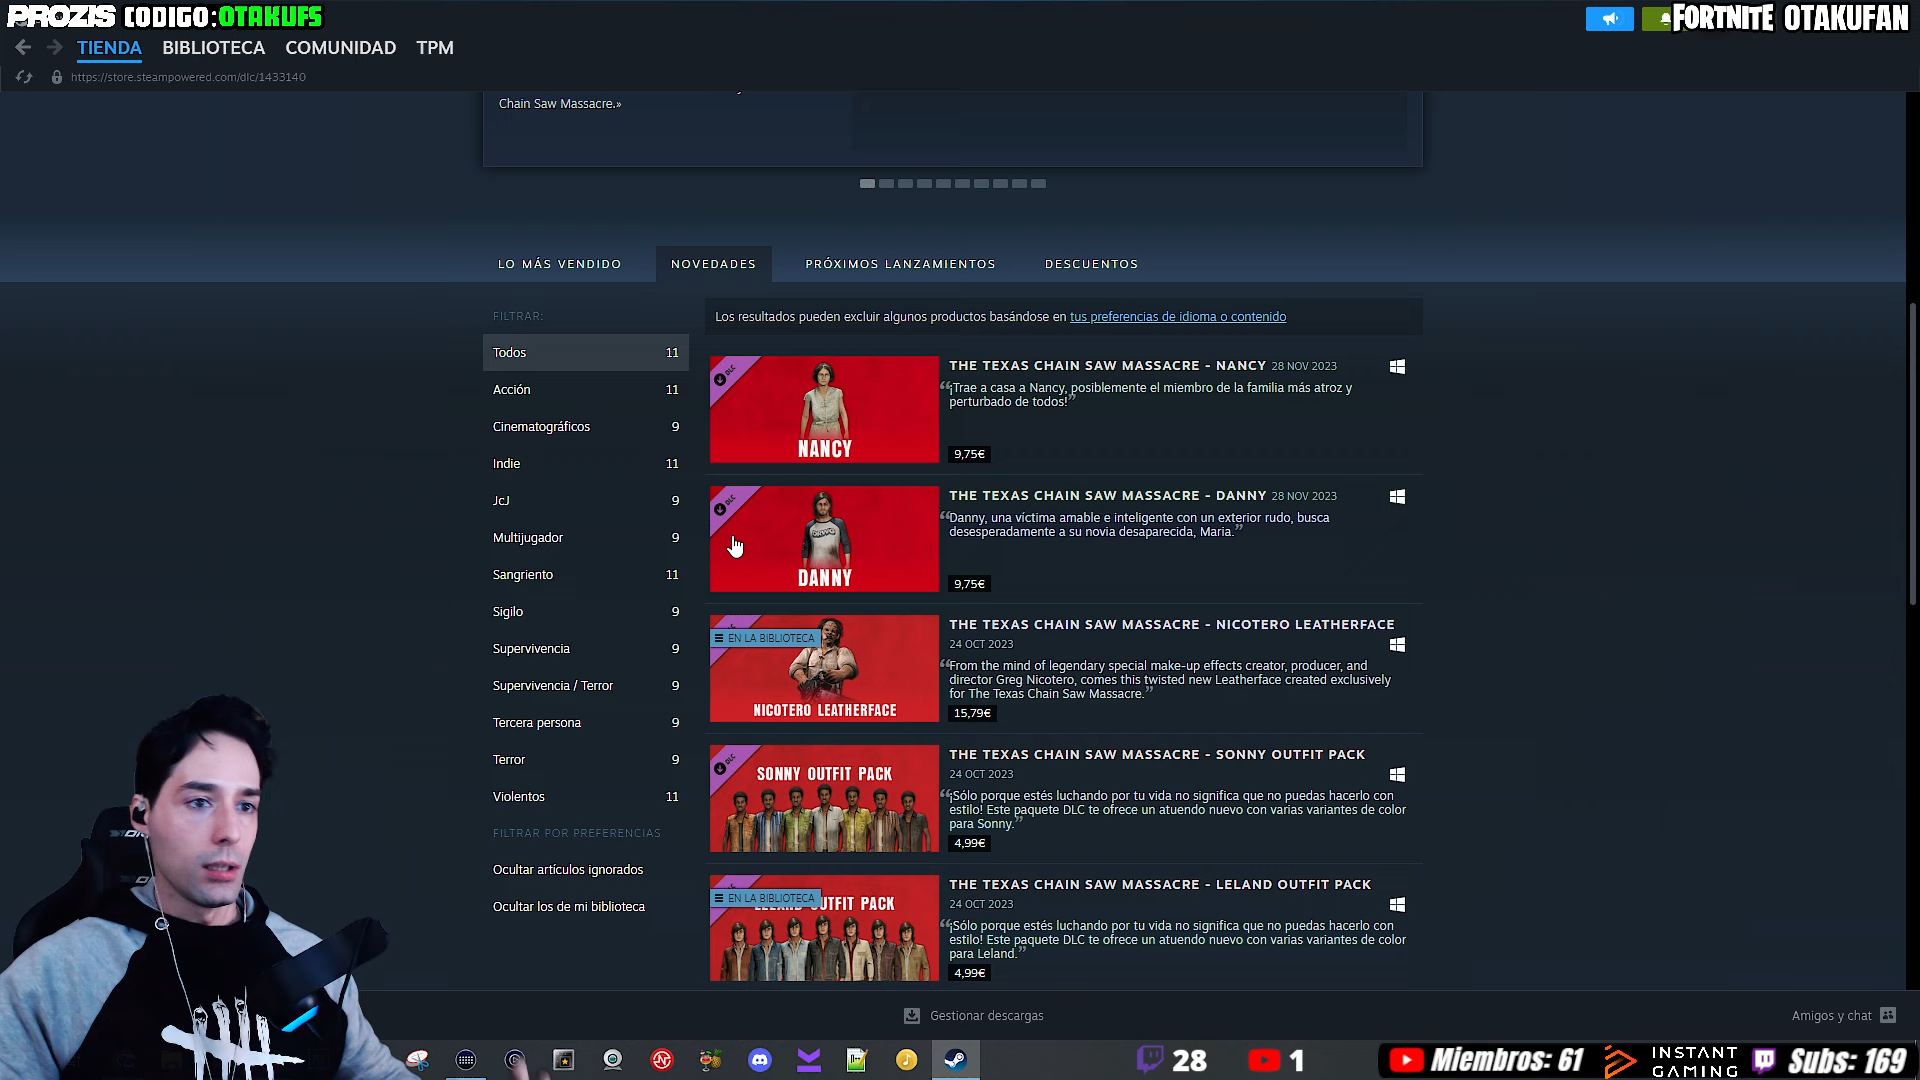 PROZIS CODIGO:OTAKUFS
FORTNITE OTAKUFAN
TIENDA BIBLIOTECA COMUNIDAD TPM
https://store.steampowered.com/dlc/1433140
Chain Saw Massacre.»
LO MÁS VENDIDO NOVEDADES PRÓXIMOS LANZAMIENTOS DESCUENTOS
FILTRAR:
Todos 11
Acción 11
Cinematográficos 9
Indie 11
JcJ 9
Multijugador 9
Sangriento 11
Sigilo 9
Supervivencia 9
Supervivencia / Terror 9
Tercera persona 9
Terror 9
Violentos 11
FILTRAR POR PREFERENCIAS
Ocultar artículos ignorados
Ocultar los de mi biblioteca
Los resultados pueden excluir algunos productos basándose en tus preferencias de idioma o contenido
DLC
NANCY
THE TEXAS CHAIN SAW MASSACRE - NANCY 28 NOV 2023
“¡Trae a casa a Nancy, posiblemente el miembro de la familia más atroz y
perturbado de todos!”
9,75€
DLC
DANNY
THE TEXAS CHAIN SAW MASSACRE - DANNY 28 NOV 2023
“Danny, una víctima amable e inteligente con un exterior rudo, busca
desesperadamente a su novia desaparecida, Maria.”
9,75€
EN LA BIBLIOTECA
NICOTERO LEATHERFACE
THE TEXAS CHAIN SAW MASSACRE - NICOTERO LEATHERFACE
24 OCT 2023
“From the mind of legendary special make-up effects creator, producer, and
director Greg Nicotero, comes this twisted new Leatherface created exclusively
for The Texas Chain Saw Massacre.”
15,79€
DLC
SONNY OUTFIT PACK
THE TEXAS CHAIN SAW MASSACRE - SONNY OUTFIT PACK
24 OCT 2023
“¡Sólo porque estés luchando por tu vida no significa que no puedas hacerlo con
estilo! Este paquete DLC te ofrece un atuendo nuevo con varias variantes de color
para Sonny.”
4,99€
EN LA BIBLIOTECA
OUTFIT PACK
THE TEXAS CHAIN SAW MASSACRE - LELAND OUTFIT PACK
24 OCT 2023
“¡Sólo porque estés luchando por tu vida no significa que no puedas hacerlo con
estilo! Este paquete DLC te ofrece un atuendo nuevo con varias variantes de color
para Leland.”
4,99€
Gestionar descargas
Amigos y chat
28
1
Miembros: 61
INSTANT
GAMING
Subs: 169